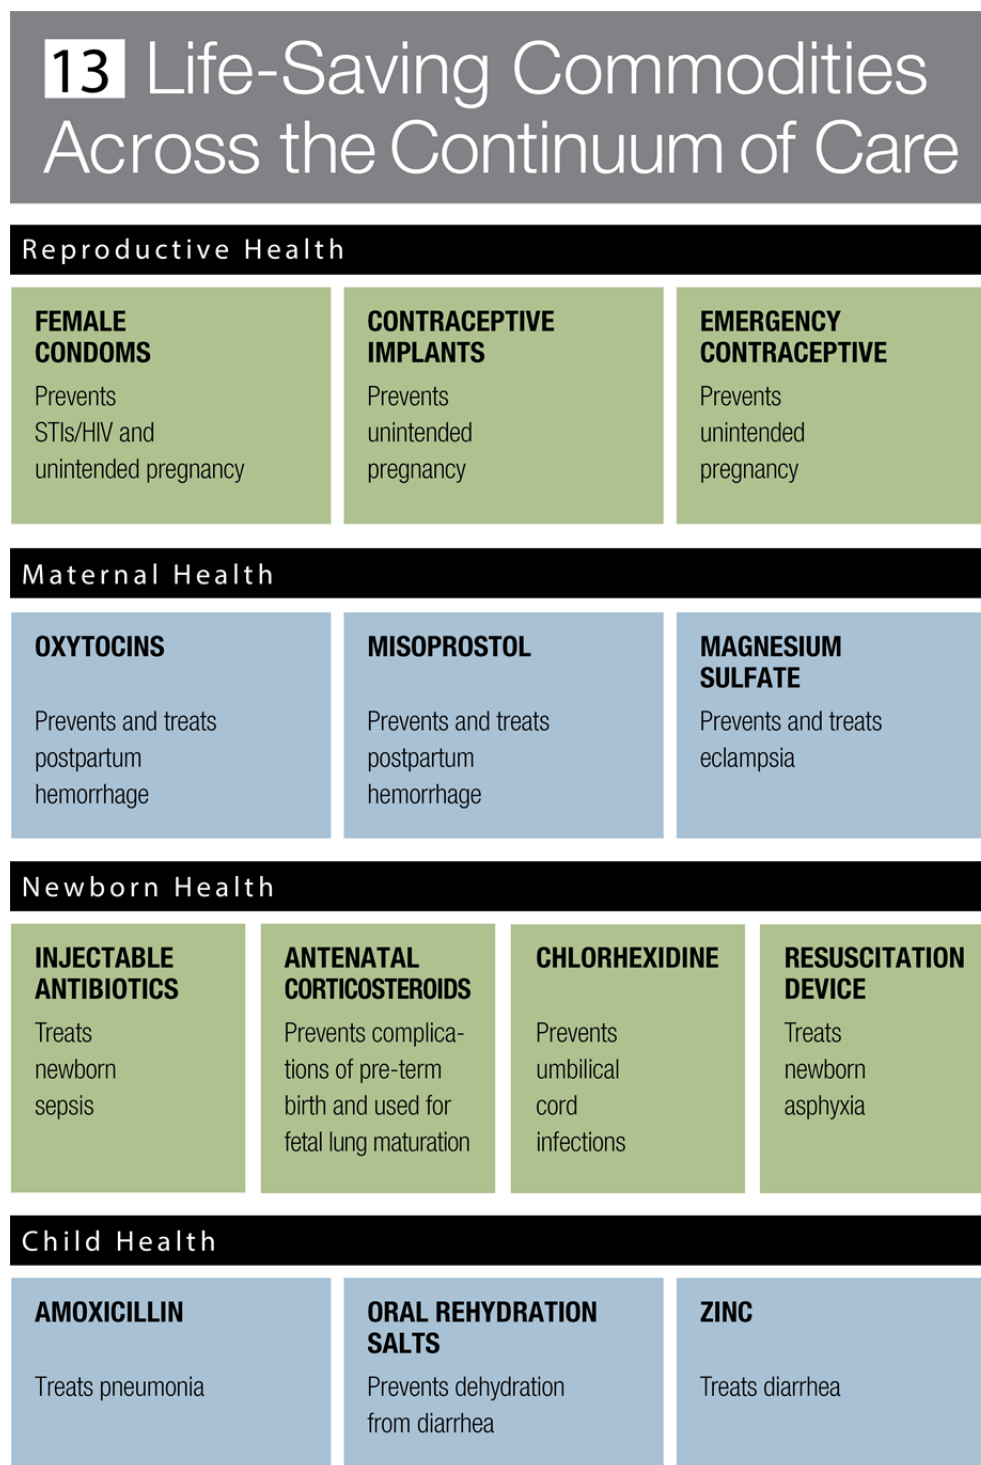 13 Life-Saving Commodities
Across the Continuum of Care
Reproductive Health
FEMALE
CONDOMS
Prevents
STIs/HIV and
unintended pregnancy
CONTRACEPTIVE
IMPLANTS
Prevents
unintended
pregnancy
EMERGENCY
CONTRACEPTIVE
Prevents
unintended
pregnancy
Maternal Health
OXYTOCINS
Prevents and treats
postpartum
hemorrhage
MISOPROSTOL
Prevents and treats
postpartum
hemorrhage
MAGNESIUM
SULFATE
Prevents and treats
eclampsia
Newborn Health
INJECTABLE
ANTIBIOTICS
Treats
newborn
sepsis
ANTENATAL
CORTICOSTEROIDS
Prevents complica-
tions of pre-term
birth and used for
fetal lung maturation
CHLORHEXIDINE
Prevents
umbilical
cord
infections
RESUSCITATION
DEVICE
Treats
newborn
asphyxia
Child Health
AMOXICILLIN
Treats pneumonia
ORAL REHYDRATION
SALTS
Prevents dehydration
from diarrhea
ZINC
Treats diarrhea